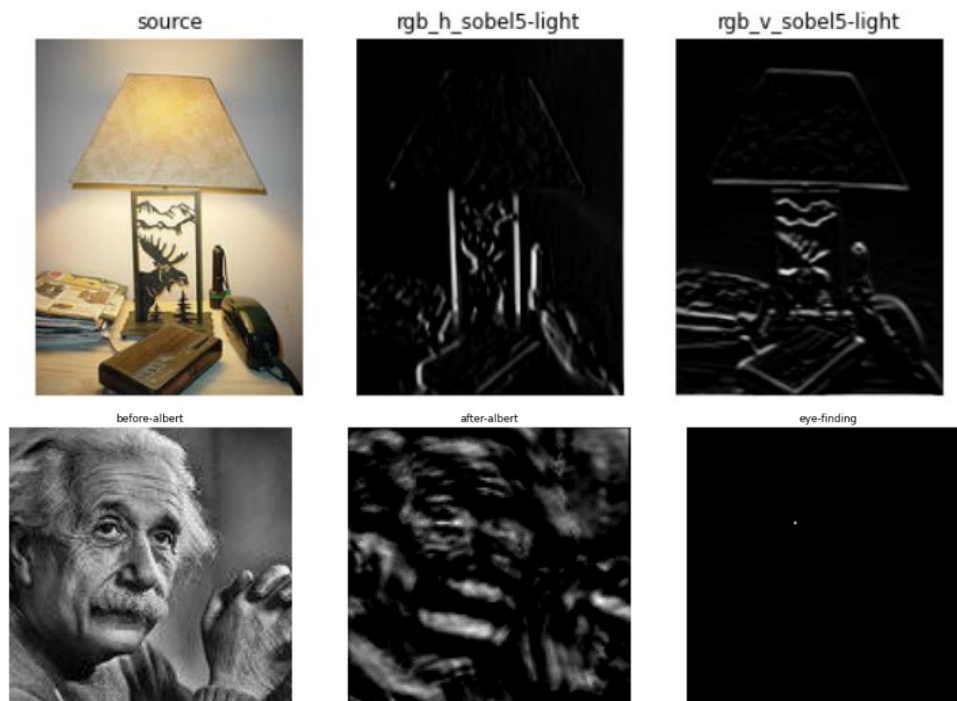 source
rgb_h_sobel5-light
rgb_v_sobel5-light
before-albert
after-albert
eye-finding